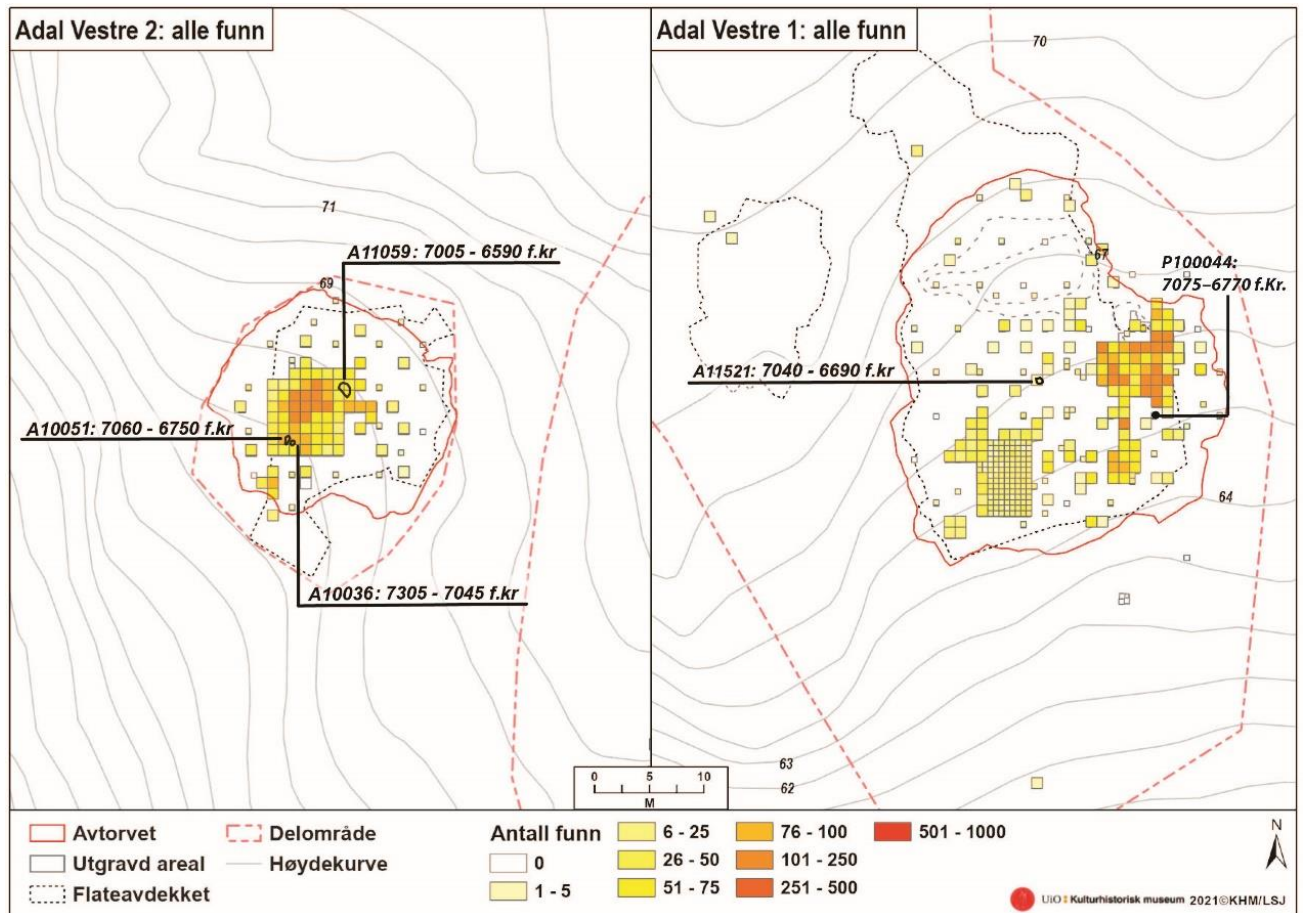 Adal Vestre 2: alle funn
71
A11059: 7005 - 6590 f.kr
69
A10051: 7060 - 6750 f.kr
A10036: 7305 - 7045 f.kr
Adal Vestre 1: alle funn
70
67
P100044:
7075–6770 f.Kr.
A11521: 7040 - 6690 f.kr
64
63
62
0 5 10
M
Avtorvet
Utgravd areal
Flateavdekket
Delområde
Høydekurve
Antall funn
0
1 - 5
6 - 25
26 - 50
51 - 75
76 - 100
101 - 250
251 - 500
501 - 1000
N
UiO Kulturhistorisk museum 2021©KHM/LSJ